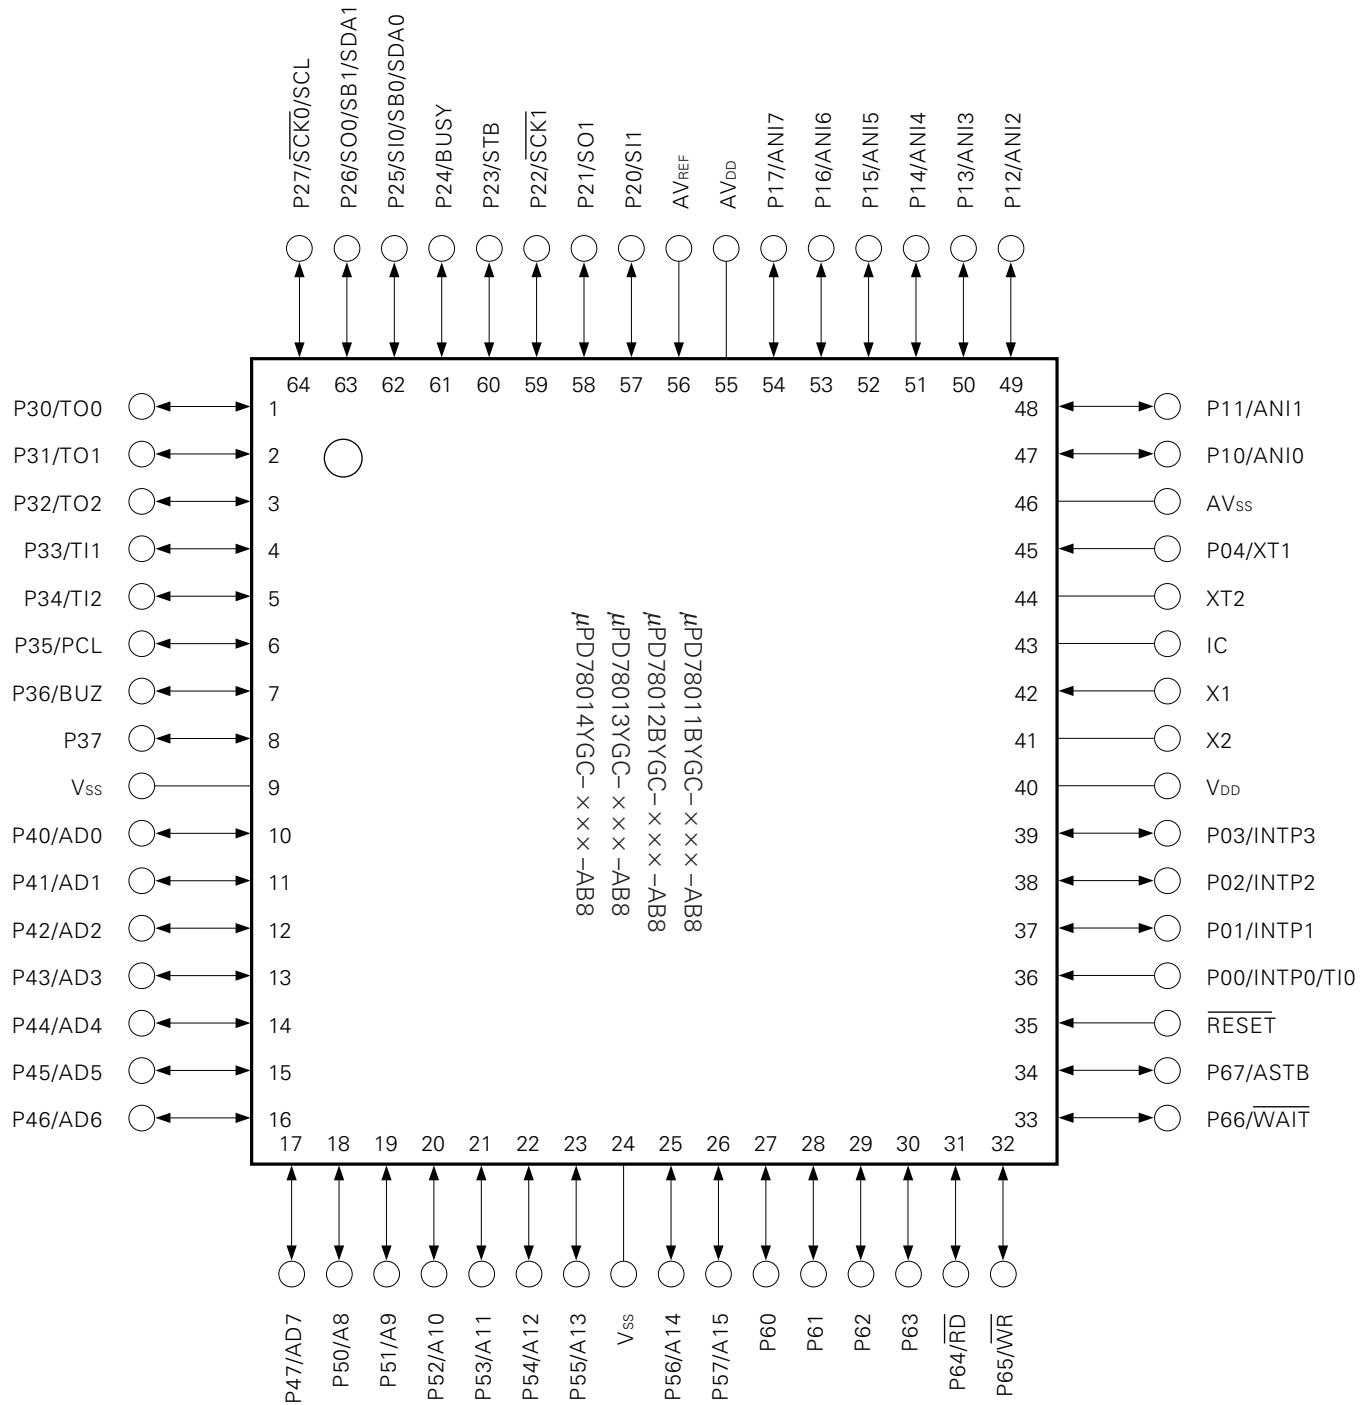 P27/SCK0/SCL
P26/SO0/SB1/SDA1
P25/SI0/SB0/SDA0
P24/BUSY
P23/STB
P22/SCK1
P21/SO1
P20/SI1
AVREF
AVDD
P17/ANI7
P16/ANI6
P15/ANI5
P14/ANI4
P13/ANI3
P12/ANI2
64 63 62 61 60 59 58 57 56 55 54 53 52 51 50 49
P30/TO0 1
P31/TO1 2
P32/TO2 3
P33/TI1 4
P34/TI2 5
P35/PCL 6
P36/BUZ 7
P37 8
Vss 9
P40/AD0 10
P41/AD1 11
P42/AD2 12
P43/AD3 13
P44/AD4 14
P45/AD5 15
P46/AD6 16
μPD78011BYGC-×××-AB8
μPD78012BYGC-×××-AB8
μPD78013YGC-×××-AB8
μPD78014YGC-×××-AB8
48 P11/ANI1
47 P10/ANI0
46 AVss
45 P04/XT1
44 XT2
43 IC
42 X1
41 X2
40 VDD
39 P03/INTP3
38 P02/INTP2
37 P01/INTP1
36 P00/INTP0/TI0
35 RESET
34 P67/ASTB
33 P66/WAIT
17 18 19 20 21 22 23 24 25 26 27 28 29 30 31 32
P47/AD7
P50/A8
P51/A9
P52/A10
P53/A11
P54/A12
P55/A13
Vss
P56/A14
P57/A15
P60
P61
P62
P63
P64/RD
P65/WR